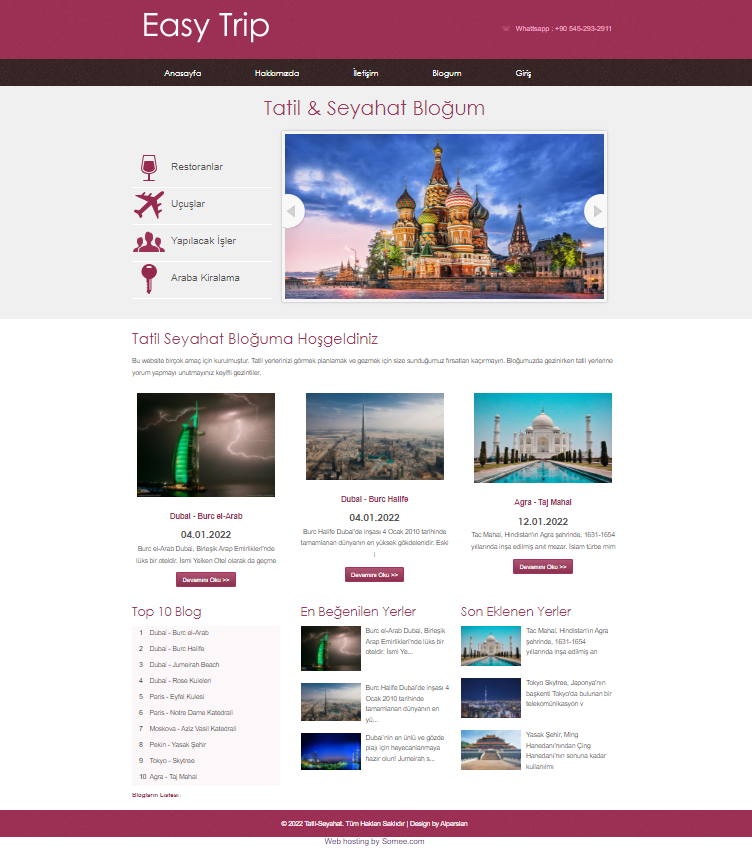 Easy Trip
Whattsapp : +90 545-293-2911
Anasayfa
Hakkımızda
İletişim
Blogum
Giriş
Tatil & Seyahat Bloğum
Restoranlar
Uçuşlar
Yapılacak İşler
Araba Kiralama
Tatil Seyahat Bloğuma Hoşgeldiniz
Bu website birçok amaç için kurulmuştur. Tatil yerlerinizi görmek planlamak ve gezmek için size sunduğumuz fırsatları kaçırmayın. Bloğumuzda gezinirken tatil yerlerine
yorum yapmayı unutmayınız keyifli gezintiler.
Dubai - Burc el-Arab
04.01.2022
Burc el-Arab Dubai, Birleşik Arap Emirlikleri'nde
lüks bir oteldir. İsmi Yelken Otel olarak da geçme
Devamını Oku >>
Dubai - Burc Halife
04.01.2022
Burc Halife Dubai'de inşası 4 Ocak 2010 tarihinde
tamamlanan dünyanın en yüksek gökdelenidir. Eski
i
Devamını Oku >>
Agra - Taj Mahal
12.01.2022
Tac Mahal, Hindistan'ın Agra şehrinde, 1631-1654
yıllarında inşa edilmiş anıt mezar. İslam türbe mim
Devamını Oku >>
Top 10 Blog
1 Dubai - Burc el-Arab
2 Dubai - Burc Halife
3 Dubai - Jumeirah Beach
4 Dubai - Rose Kuleleri
5 Paris - Eyfel Kulesi
6 Paris - Notre Dame Katedrali
7 Moskova - Aziz Vasil Katedrali
8 Pekin - Yasak Şehir
9 Tokyo - Skytree
10 Agra - Taj Mahal
Blogların Listesi
En Beğenilen Yerler
Burc el-Arab Dubai, Birleşik
Arap Emirlikleri'nde lüks bir
oteldir. İsmi Ye...
Burc Halife Dubai'de inşası 4
Ocak 2010 tarihinde
tamamlanan dünyanın en
yü...
Dubai'nin en ünlü ve gözde
plajı için heyecanlanmaya
hazır olun! Jumeirah s...
Son Eklenen Yerler
Tac Mahal, Hindistan'ın Agra
şehrinde, 1631-1654
yıllarında inşa edilmiş an
Tokyo Skytree, Japonya'nın
başkenti Tokyo'da bulunan bir
telekomünikasyon v
Yasak Şehir, Ming
Hanedanı'ndan Çing
Hanedanı'nın sonuna kadar
kullanılmı
© 2022 Tatil-Seyahat. Tüm Hakları Saklıdır | Design by Alparslan
Web hosting by Somee.com